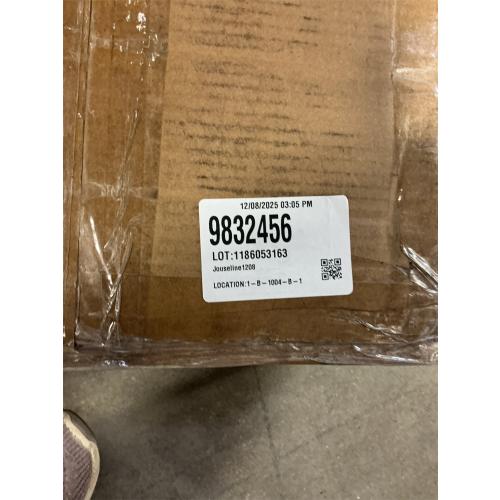 12/08/2025 03:05 PM
9832456
LOT:1186053163
Jouseline1208
LOCATION:1-B-1004-B-1